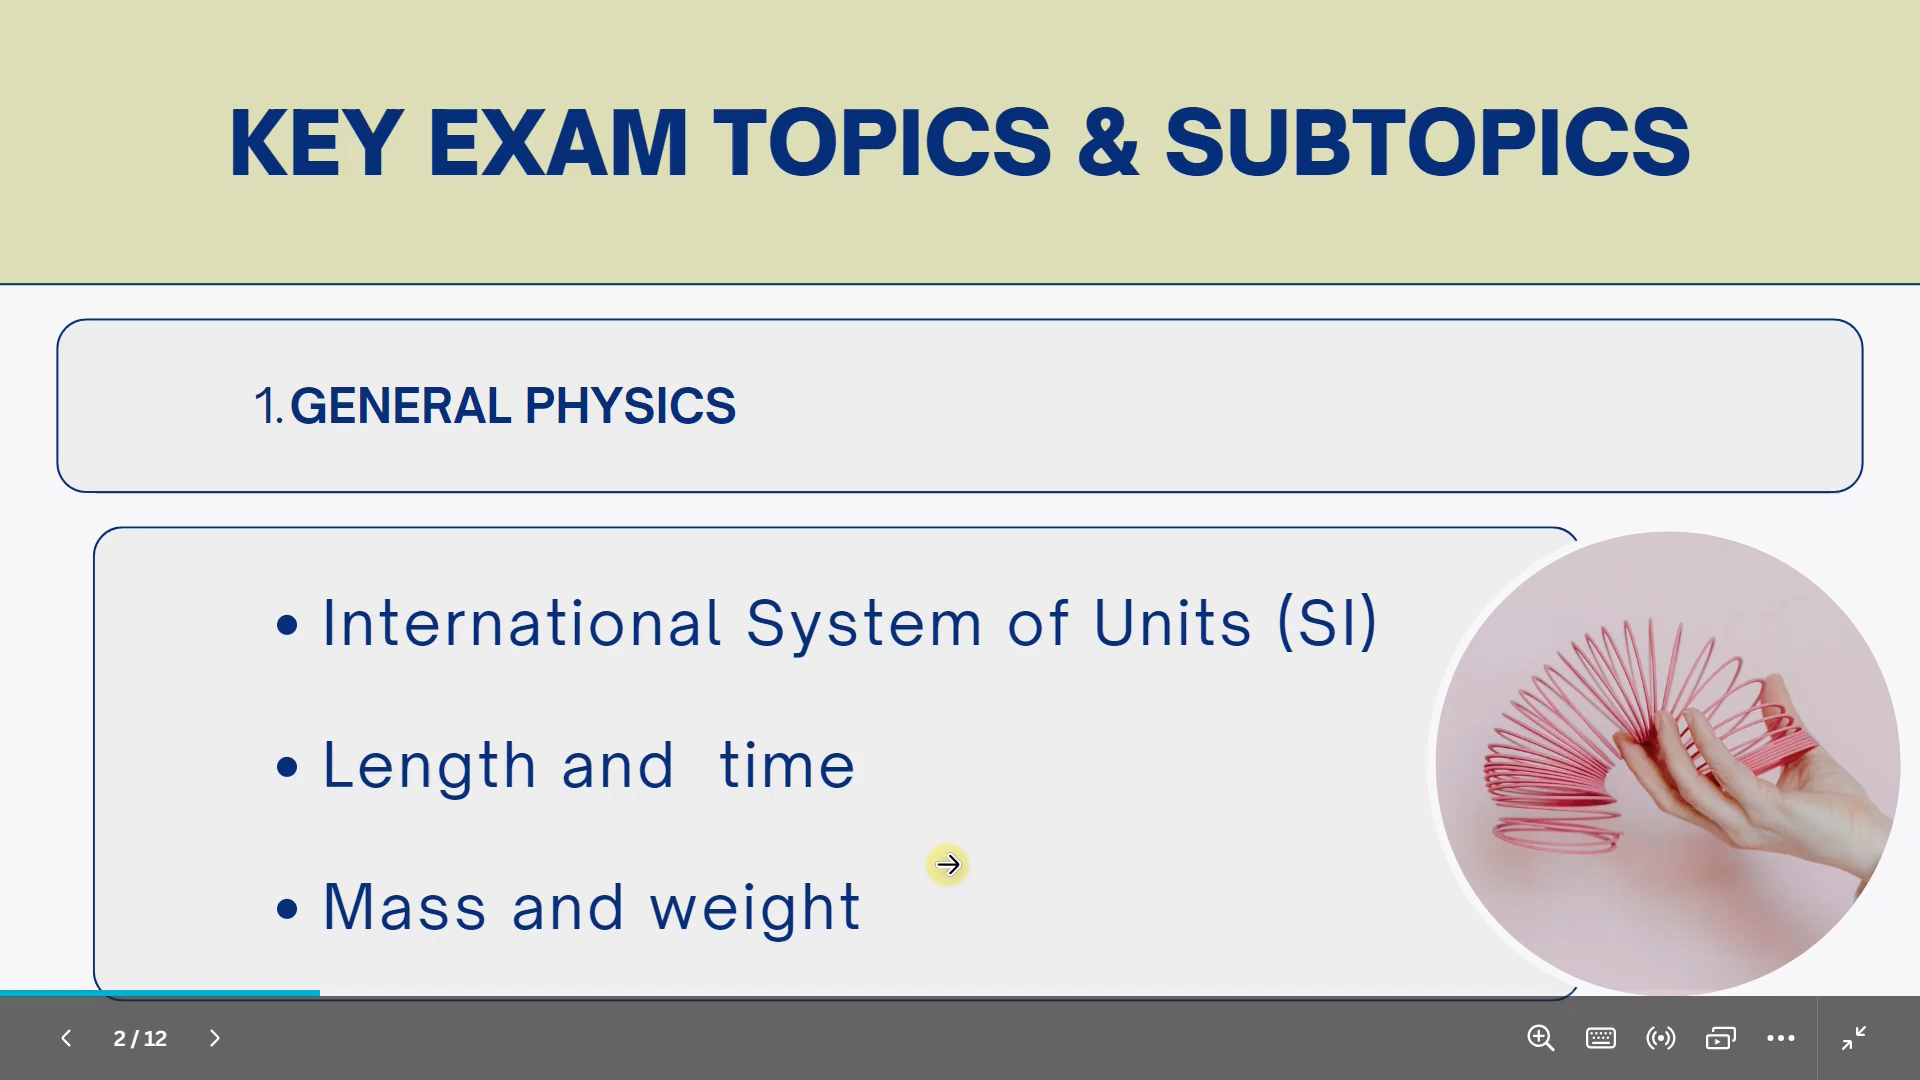 KEY EXAM TOPICS & SUBTOPICS
1. GENERAL PHYSICS
• International System of Units (SI)
• Length and  time
• Mass and weight
2 / 12